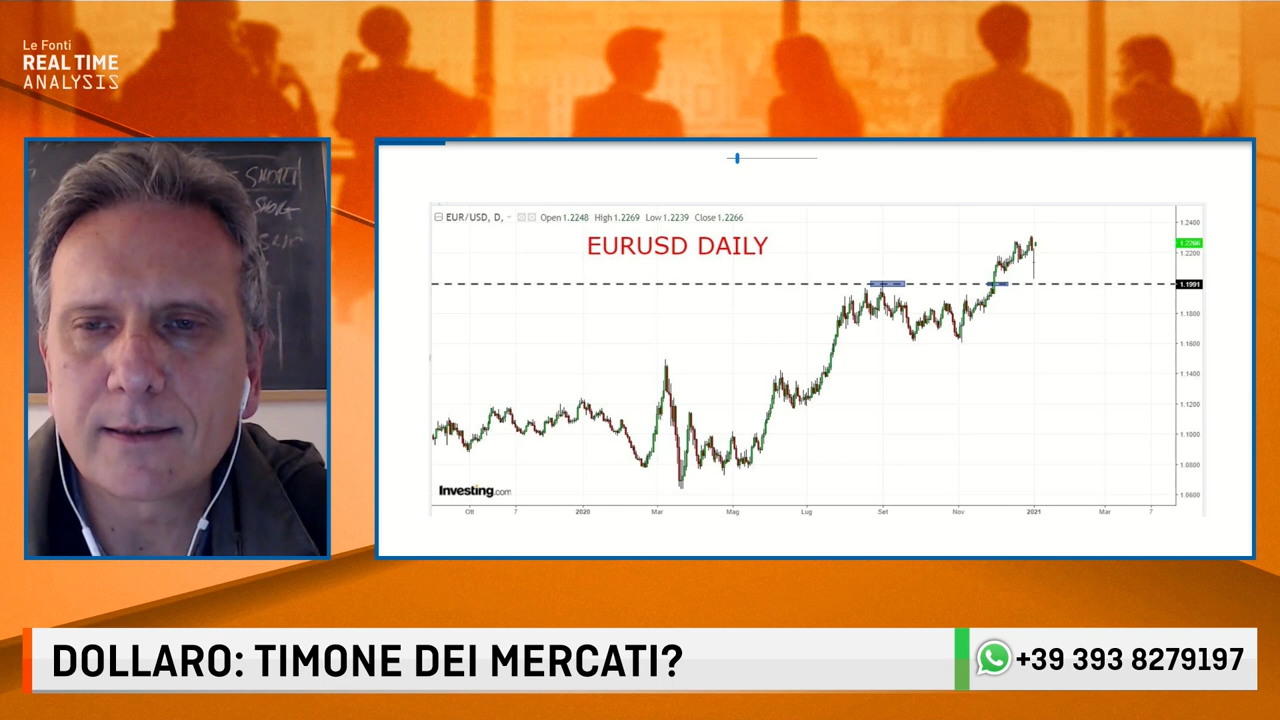 Le Fonti
REAL TIME
ANALYSIS
EUR/USD, D, Open 1.2248 High 1.2269 Low 1.2239 Close 1.2266
EURUSD DAILY
1.2400
1.2266
1.2200
1.1991
1.1800
1.1600
1.1400
1.1200
1.1000
1.0800
1.0600
Investing.com
Ott 7 2020 Mar Mag Lug Set Nov 2021 Mar 7
DOLLARO: TIMONE DEI MERCATI?
+39 393 8279197